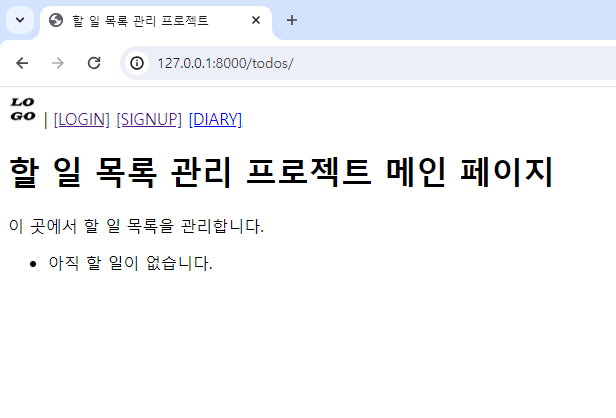 할 일 목록 관리 프로젝트
127.0.0.1:8000/todos/
LO
GO
| [LOGIN] [SIGNUP] [DIARY]
할 일 목록 관리 프로젝트 메인 페이지
이 곳에서 할 일 목록을 관리합니다.
• 아직 할 일이 없습니다.